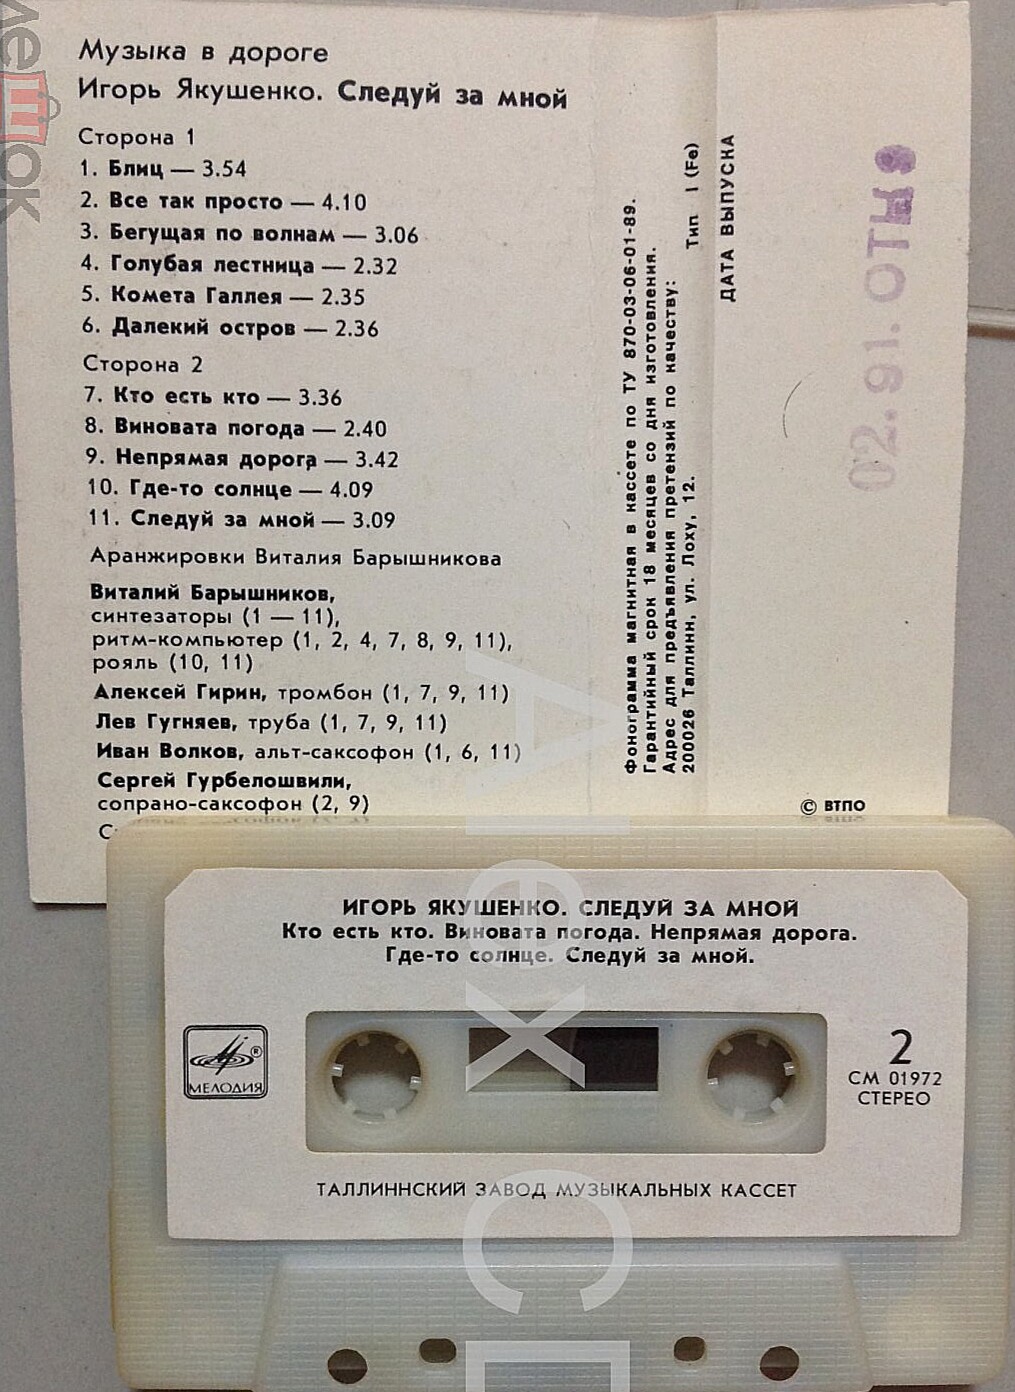 Музыка в дороге
Игорь Якушенко. Следуй за мной
Сторона 1
1. Блиц — 3.54
2. Все так просто — 4.10
3. Бегущая по волнам — 3.06
4. Голубая лестница — 2.32
5. Комета Галлея — 2.35
6. Далекий остров — 2.36
Сторона 2
7. Кто есть кто — 3.36
8. Виновата погода — 2.40
9. Непрямая дорога — 3.42
10. Где-то солнце — 4.09
11. Следуй за мной — 3.09
Аранжировки Виталия Барышникова
Виталий Барышников,
синтезаторы (1 — 11),
ритм-компьютер (1, 2, 4, 7, 8, 9, 11),
рояль (10, 11)
Алексей Гирин, тромбон (1, 7, 9, 11)
Лев Гугняев, труба (1, 7, 9, 11)
Иван Волков, альт-саксофон (1, 6, 11)
Сергей Гурбелошвили,
сопрано-саксофон (2, 9)
Фонограмма магнитная в кассете по ТУ 870-03-06-01-89.
Гарантийный срок 18 месяцев со дня изготовления.
Адрес для предъявления претензий по качеству:
200026 Таллинн, ул. Лоху, 12.
Тип I (Fe)
ДАТА ВЫПУСКА
02.91.
© ВТПО
ИГОРЬ ЯКУШЕНКО. СЛЕДУЙ ЗА МНОЙ
Кто есть кто. Виновата погода. Непрямая дорога.
Где-то солнце. Следуй за мной.
МЕЛОДИЯ ®
2
СМ 01972
СТЕРЕО
ТАЛЛИННСКИЙ ЗАВОД МУЗЫКАЛЬНЫХ КАССЕТ